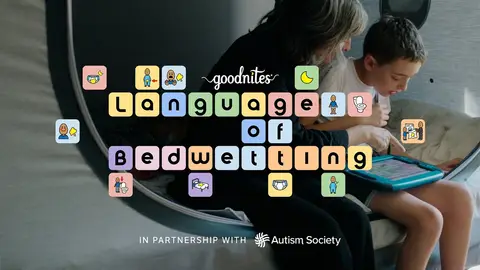 goodnites
Language
of
Bedwetting
IN PARTNERSHIP WITH Autism Society